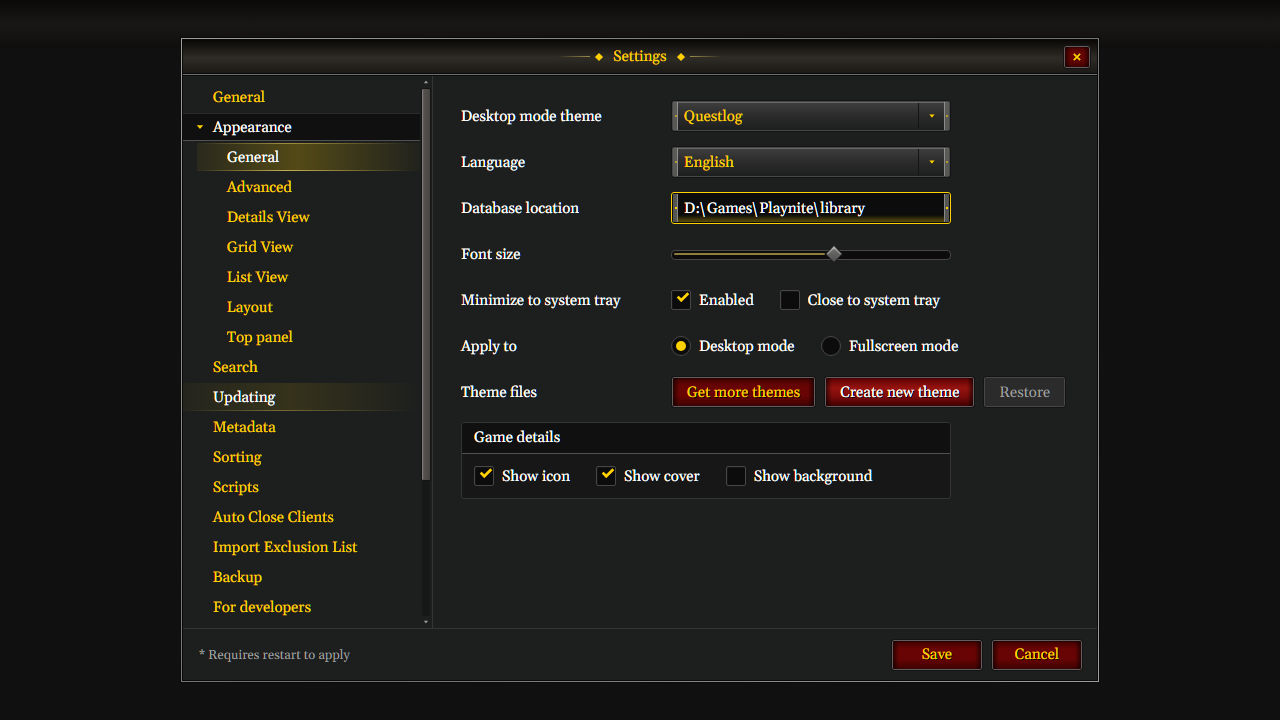 Settings
General
Appearance
General
Advanced
Details View
Grid View
List View
Layout
Top panel
Search
Updating
Metadata
Sorting
Scripts
Auto Close Clients
Import Exclusion List
Backup
For developers
Desktop mode theme
Questlog
Language
English
Database location
D:\Games\Playnite\library
Font size
Minimize to system tray
Enabled
Close to system tray
Apply to
Desktop mode
Fullscreen mode
Theme files
Get more themes
Create new theme
Restore
Game details
Show icon
Show cover
Show background
* Requires restart to apply
Save
Cancel